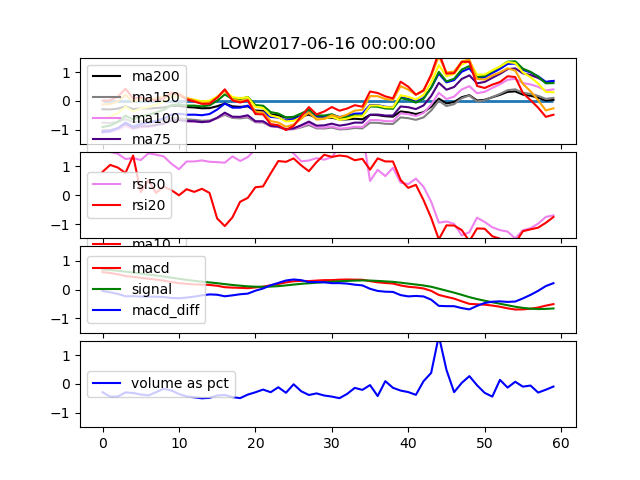 LOW2017-06-16 00:00:00
1
0
−1
ma200
ma150
ma100
ma75
1
0
−1
rsi50
rsi20
ma10
1
0
−1
macd
signal
macd_diff
1
0
−1
volume as pct
0 10 20 30 40 50 60